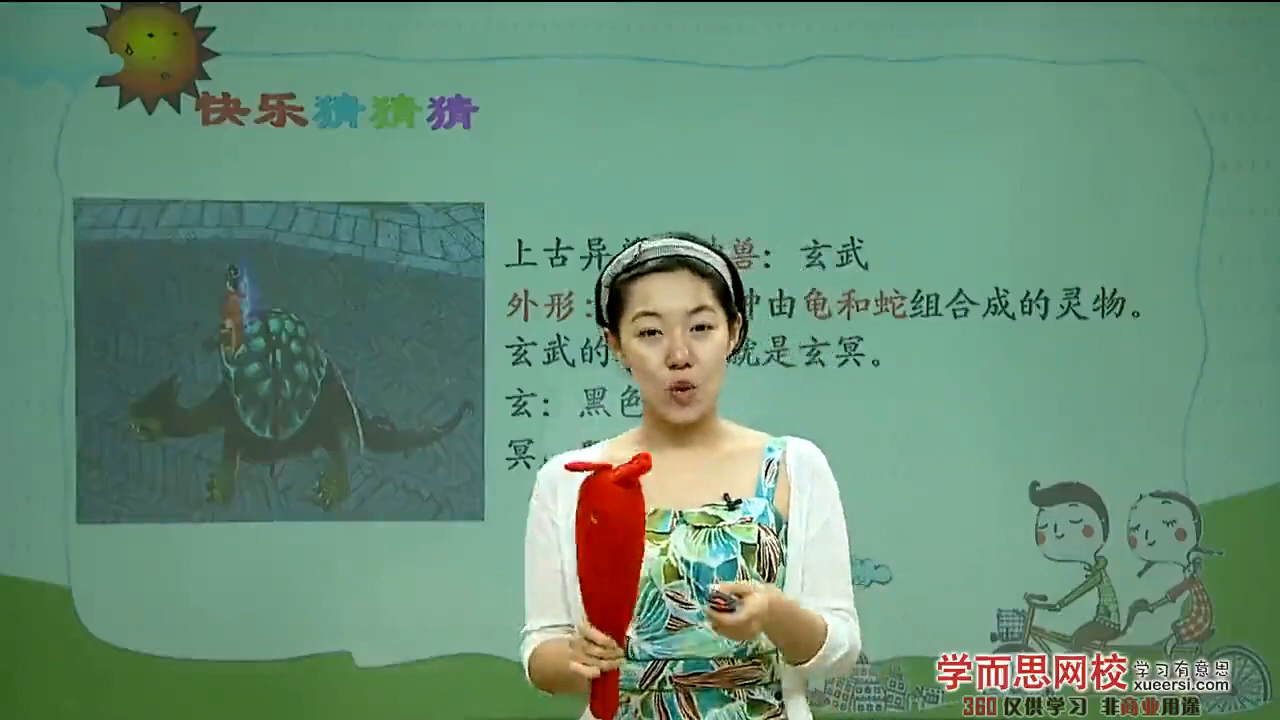 快乐猜猜猜
上古异 兽：玄武
外形： 由龟和蛇组合成的灵物。
玄武的 就是玄冥。
玄：黑色
冥：
学而思网校 学习有意思
xueersi.com
360 仅供学习 非商业用途